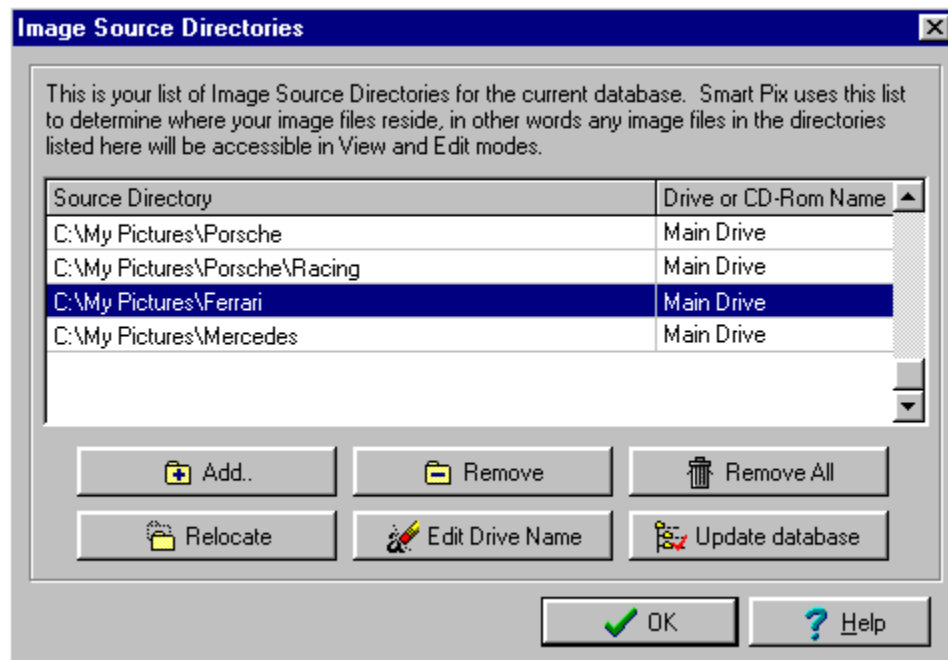 Image Source Directories
This is your list of Image Source Directories for the current database.  Smart Pix uses this list
to determine where your image files reside, in other words any image files in the directories
listed here will be accessible in View and Edit modes.
Source Directory Drive or CD-Rom Name
C:\My Pictures\Porsche Main Drive
C:\My Pictures\Porsche\Racing Main Drive
C:\My Pictures\Ferrari Main Drive
C:\My Pictures\Mercedes Main Drive
Add.. Remove Remove All
Relocate Edit Drive Name Update database
OK Help